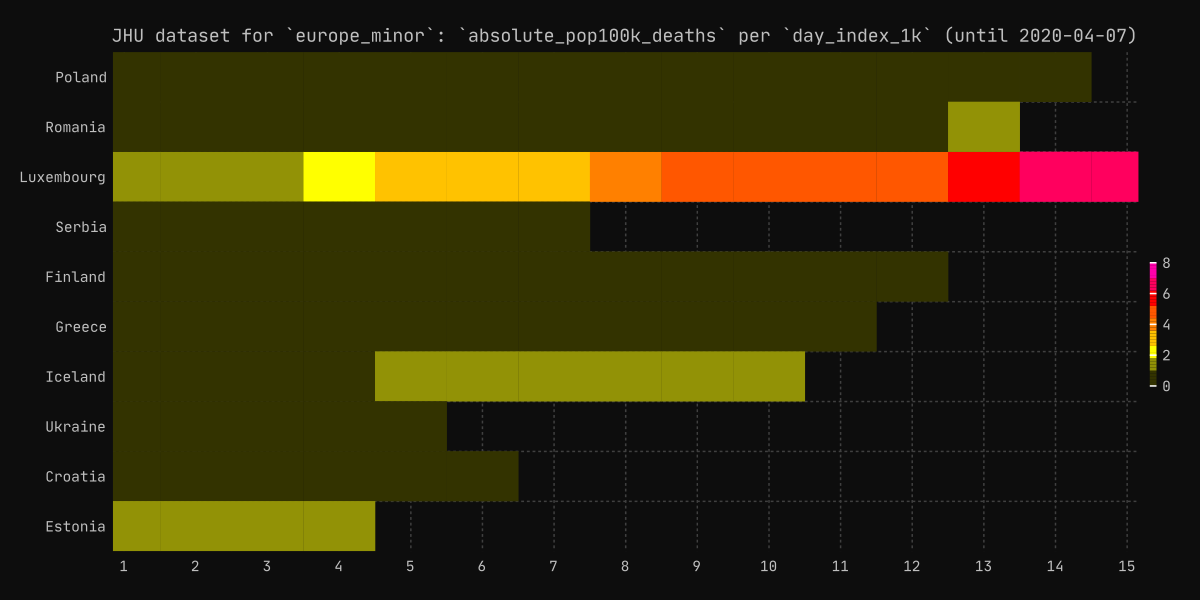 JHU dataset for `europe_minor`: `absolute_pop100k_deaths` per `day_index_1k` (until 2020-04-07)
Poland
Romania
Luxembourg
Serbia
Finland
Greece
Iceland
Ukraine
Croatia
Estonia
8
6
4
2
0
1 2 3 4 5 6 7 8 9 10 11 12 13 14 15